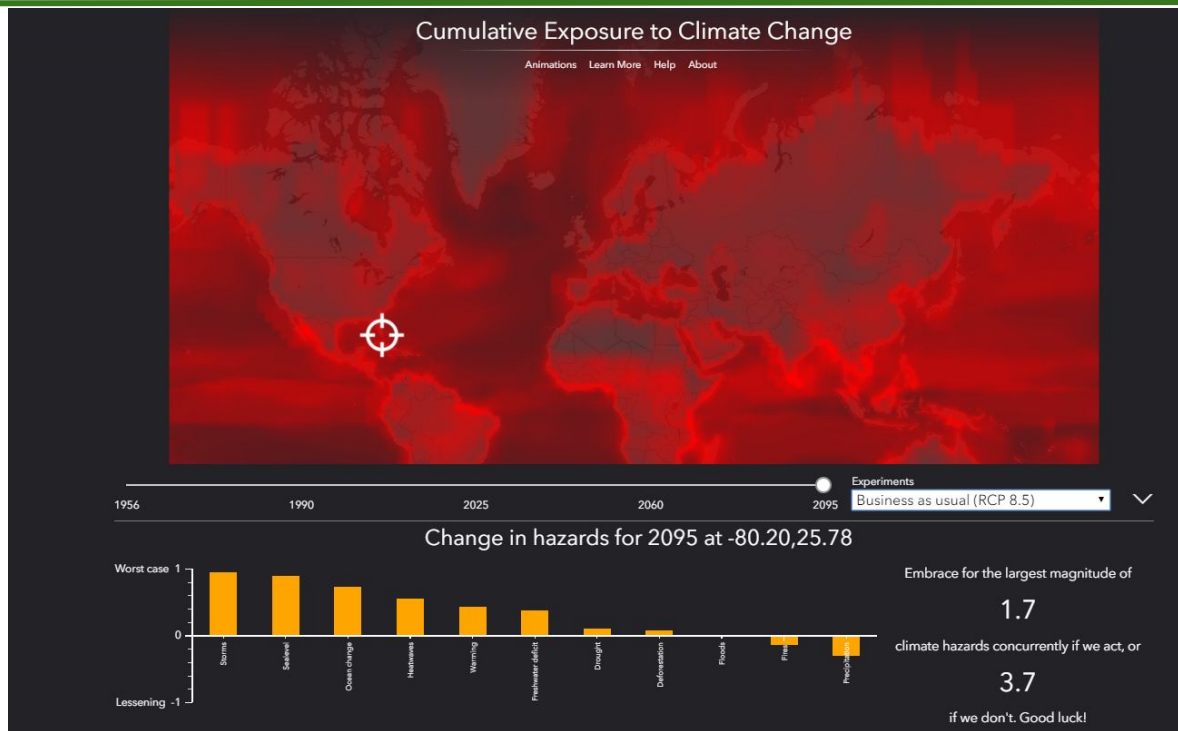 Cumulative Exposure to Climate Change
Animations Learn More Help About
1956 1990 2025 2060 2095
Experiments
Business as usual (RCP 8.5)
Change in hazards for 2095 at -80.20,25.78
Worst case 1
0
Lessening -1
Storms
Sealevel
Ocean change
Heatwaves
Warming
Freshwater deficit
Drought
Deforestation
Floods
Fires
Precipitation
Embrace for the largest magnitude of
1.7
climate hazards concurrently if we act, or
3.7
if we don't. Good luck!